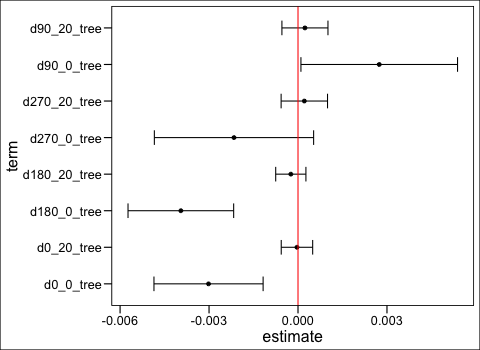 term
d90_20_tree
d90_0_tree
d270_20_tree
d270_0_tree
d180_20_tree
d180_0_tree
d0_20_tree
d0_0_tree
-0.006 -0.003 0.000 0.003
estimate